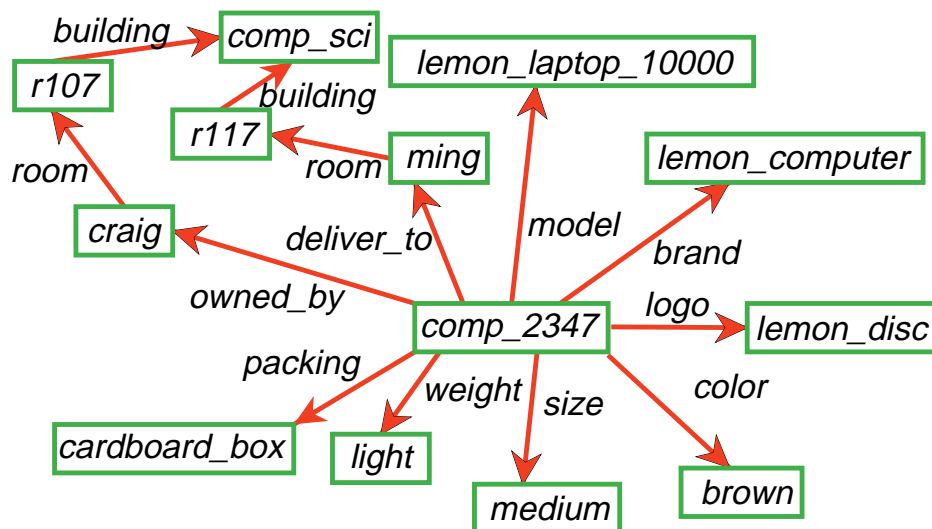 building
comp_sci
lemon_laptop_10000
r107
building
r117
room
ming
lemon_computer
room
craig
deliver_to
model
brand
owned_by
logo
comp_2347
lemon_disc
packing
weight
size
color
cardboard_box
light
medium
brown